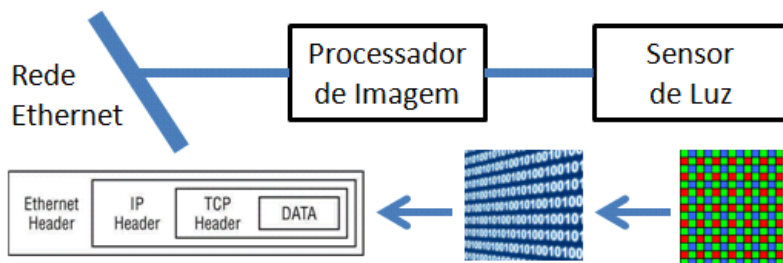 Rede
Ethernet
Processador
de Imagem
Sensor
de Luz
Ethernet
Header
IP
Header
TCP
Header
DATA